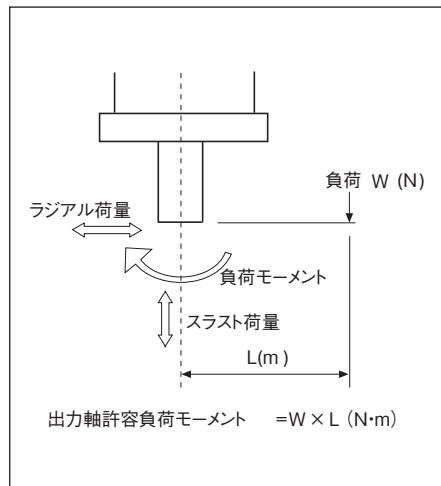 負荷 W (N)
ラジアル荷量
負荷モーメント
スラスト荷量
L(m)
出力軸許容負荷モーメント =W×L (N・m)